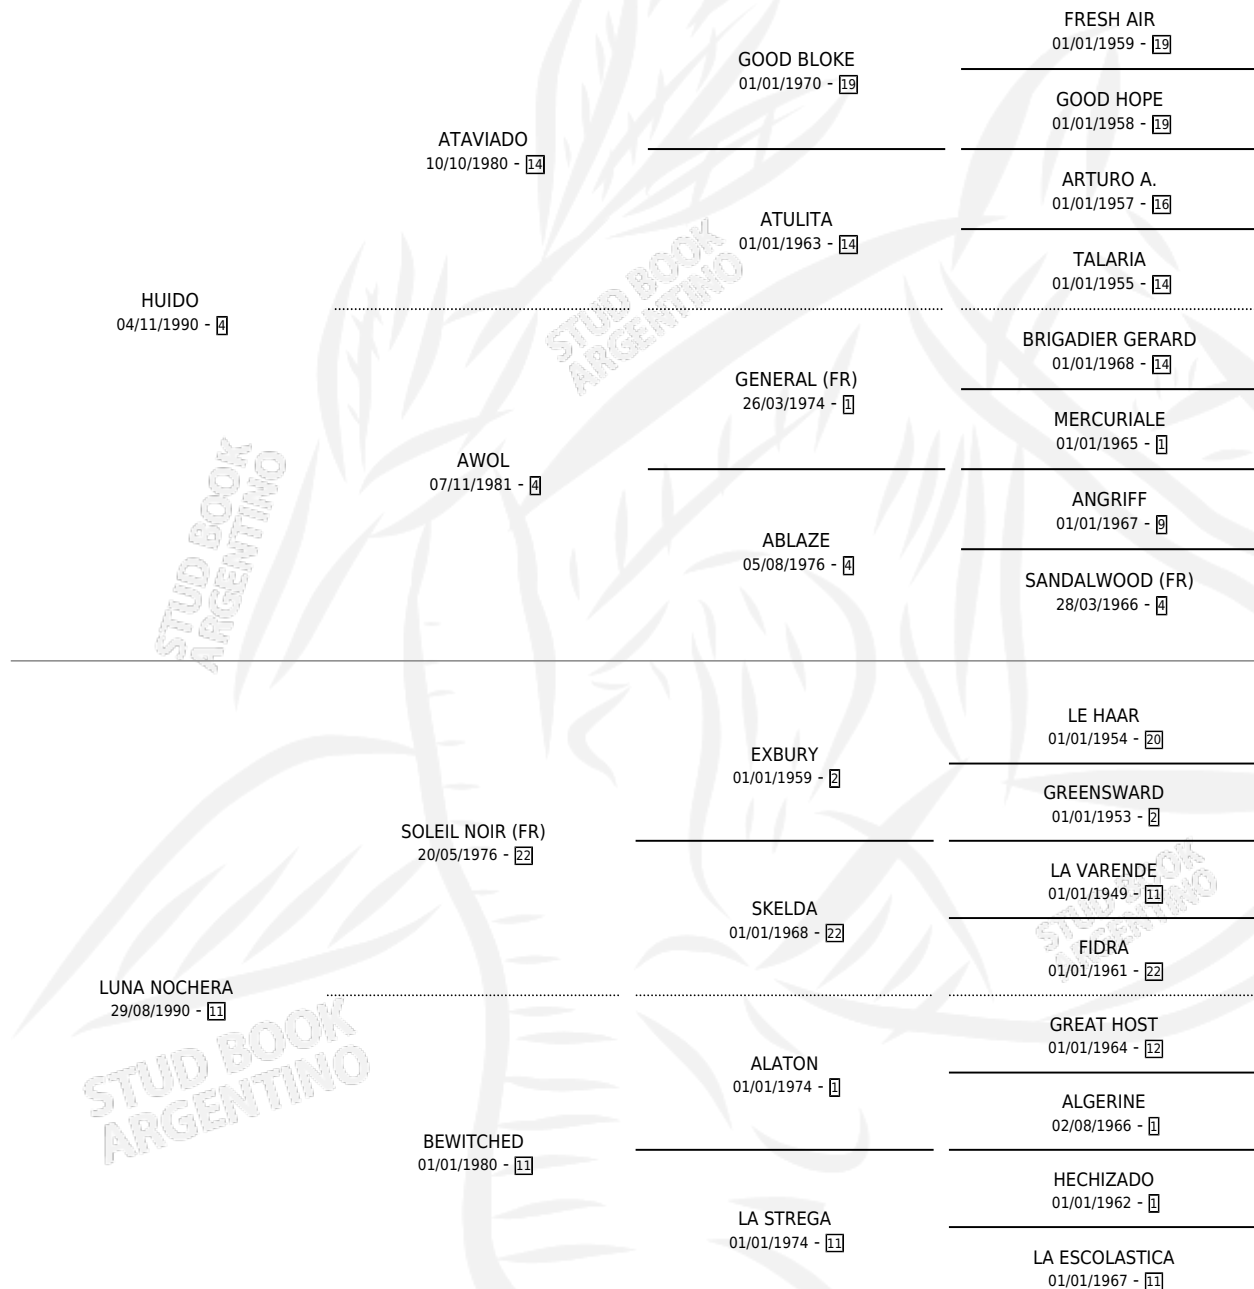 FRESH AIR
01/01/1959 - 19
GOOD BLOKE
01/01/1970 - 19
GOOD HOPE
01/01/1958 - 19
ATAVIADO
10/10/1980 - 14
ARTURO A.
01/01/1957 - 16
ATULITA
01/01/1963 - 14
TALARIA
01/01/1955 - 14
HUIDO
04/11/1990 - 4
BRIGADIER GERARD
01/01/1968 - 14
GENERAL (FR)
26/03/1974 - 1
MERCURIALE
01/01/1965 - 1
AWOL
07/11/1981 - 4
ANGRIFF
01/01/1967 - 9
ABLAZE
05/08/1976 - 4
SANDALWOOD (FR)
28/03/1966 - 4
LE HAAR
01/01/1954 - 20
EXBURY
01/01/1959 - 2
GREENSWARD
01/01/1953 - 2
SOLEIL NOIR (FR)
20/05/1976 - 22
LA VARENDE
01/01/1949 - 11
SKELDA
01/01/1968 - 22
FIDRA
01/01/1961 - 22
LUNA NOCHERA
29/08/1990 - 11
GREAT HOST
01/01/1964 - 12
ALATON
01/01/1974 - 1
ALGERINE
02/08/1966 - 1
BEWITCHED
01/01/1980 - 11
HECHIZADO
01/01/1962 - 1
LA STREGA
01/01/1974 - 11
LA ESCOLASTICA
01/01/1967 - 11
STUD BOOK
ARGENTINO
STUD BOOK
ARGENTINO
STUD BOOK
ARGENTINO
STUD BOOK
ARGENTINO